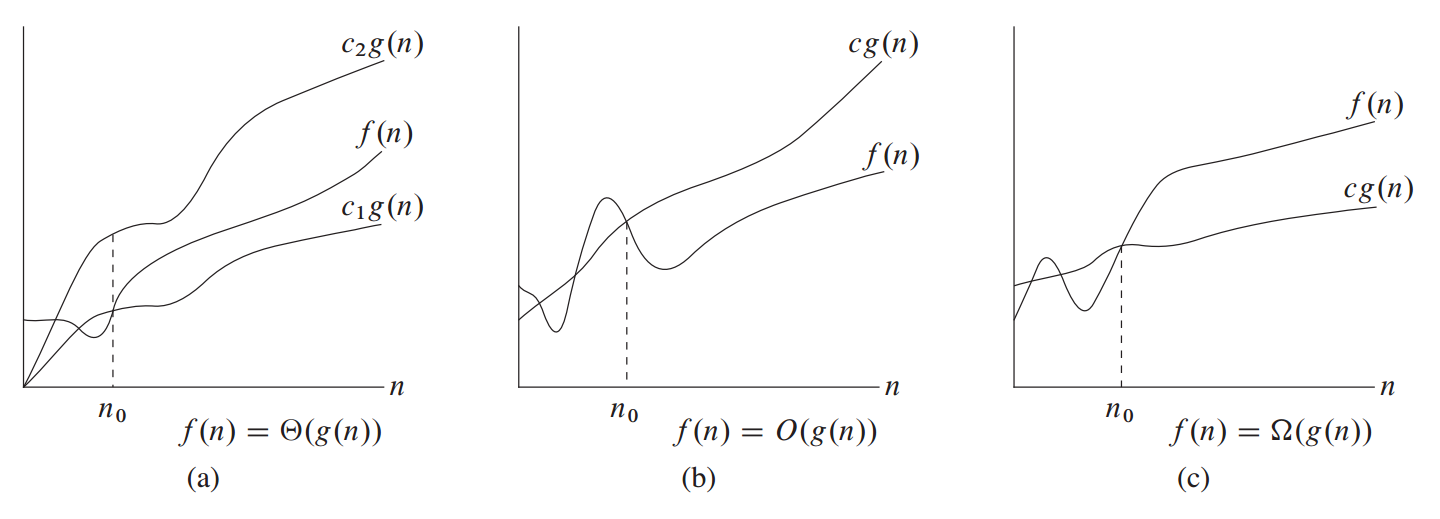 c₂g(n)
f(n)
c₁g(n)
n
n₀
f(n) = Θ(g(n))
(a)
cg(n)
f(n)
n
n₀
f(n) = O(g(n))
(b)
f(n)
cg(n)
n
n₀
f(n) = Ω(g(n))
(c)